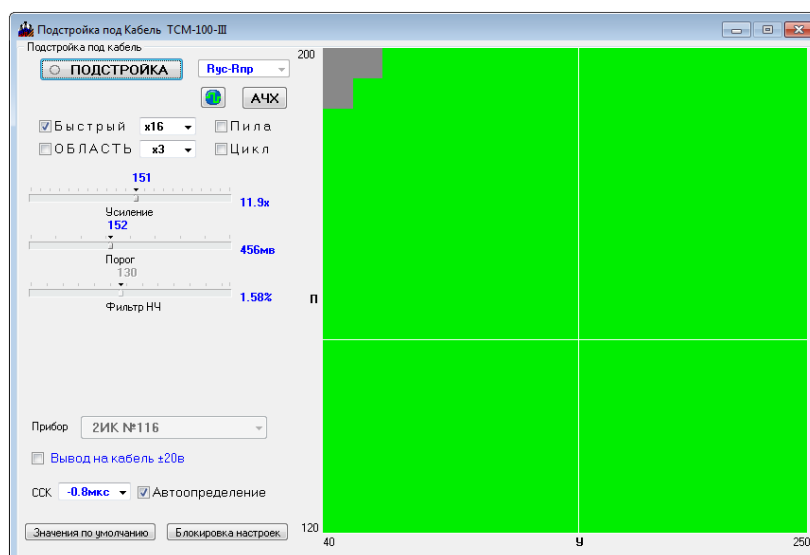 Подстройка под Кабель TCM-100-III
Подстройка под кабель
ПОДСТРОЙКА
Rус-Rпр
АЧХ
Быстрый x16 Пила
ОБЛАСТЬ x3 Цикл
151
11.9x
Усиление
152
456мв
Порог
130
1.58%
Фильтр НЧ
Прибор 2ИК №116
Вывод на кабель ±20в
ССК -0.8мкс Автоопределение
Значения по умолчанию Блокировка настроек
200
П
120
40 У 250